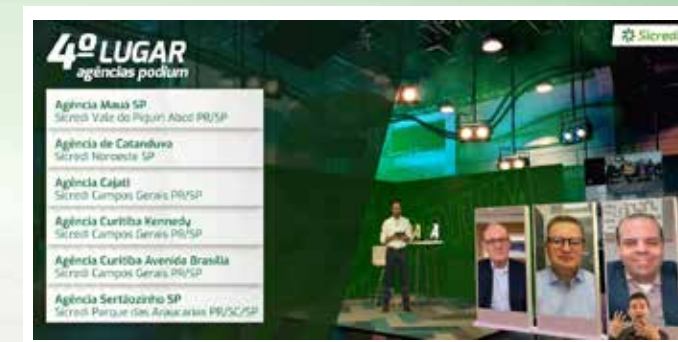 4º LUGAR
agências podium
Sicredi
Agência Mauá SP
Sicredi Vale do Piquiri Abcd PR/SP
Agência de Catanduva
Sicredi Noroeste SP
Agência Cajati
Sicredi Campos Gerais PR/SP
Agência Curitiba Kennedy
Sicredi Campos Gerais PR/SP
Agência Curitiba Avenida Brasília
Sicredi Campos Gerais PR/SP
Agência Sertãozinho SP
Sicredi Parque das Araucárias PR/SC/SP